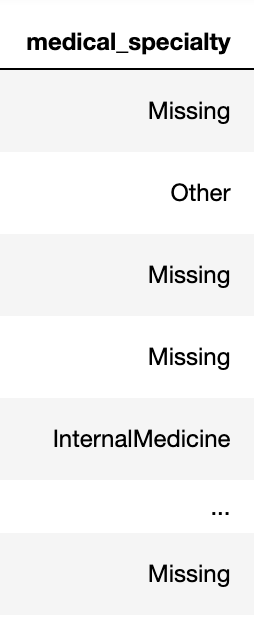 medical_specialty
Missing
Other
Missing
Missing
InternalMedicine
...
Missing